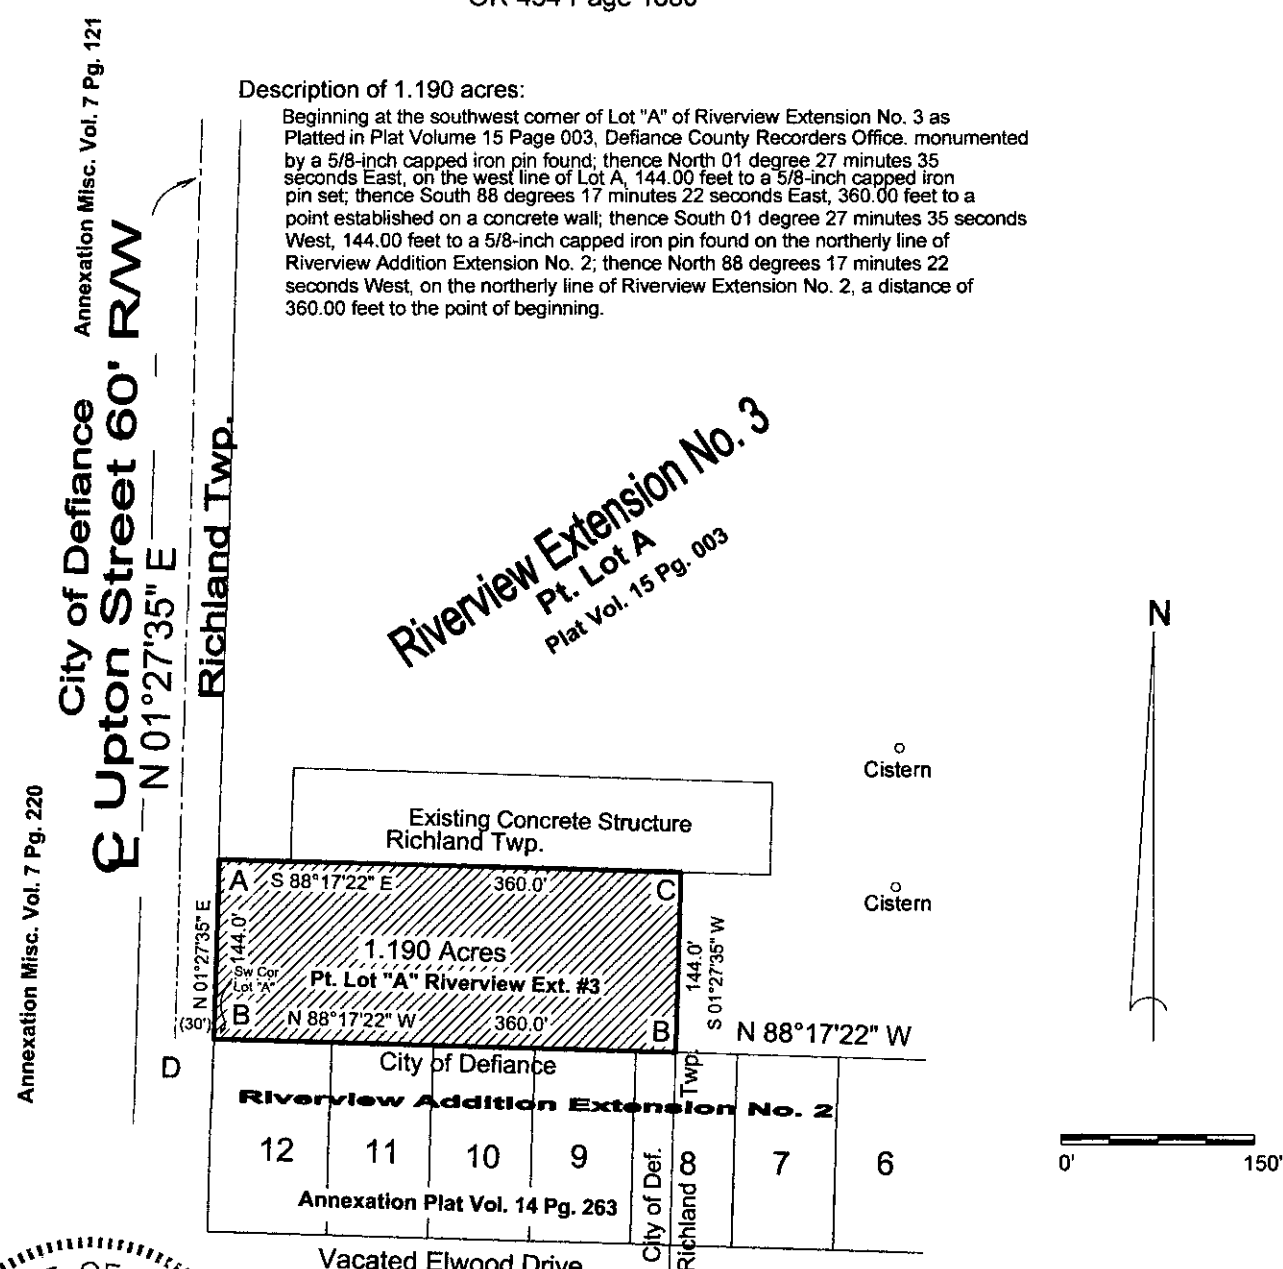 OR 434 Page 1680
Description of 1.190 acres:
Beginning at the southwest corner of Lot "A" of Riverview Extension No. 3 as
Platted in Plat Volume 15 Page 003, Defiance County Recorders Office. monumented
by a 5/8-inch capped iron pin found; thence North 01 degree 27 minutes 35
seconds East, on the west line of Lot A, 144.00 feet to a 5/8-inch capped iron
pin set; thence South 88 degrees 17 minutes 22 seconds East, 360.00 feet to a
point established on a concrete wall; thence South 01 degree 27 minutes 35 seconds
West, 144.00 feet to a 5/8-inch capped iron pin found on the northerly line of
Riverview Addition Extension No. 2; thence North 88 degrees 17 minutes 22
seconds West, on the northerly line of Riverview Extension No. 2, a distance of
360.00 feet to the point of beginning.
Annexation Misc. Vol. 7 Pg. 121
City of Defiance
℄ Upton Street 60' R/W
N 01°27'35" E
Richland Twp.
Annexation Misc. Vol. 7 Pg. 220
Riverview Extension No. 3
Pt. Lot A
Plat Vol. 15 Pg. 003
N
Cistern
Existing Concrete Structure
Richland Twp.
Cistern
A
S 88°17'22" E
360.0'
C
N 01°27'35" E
144.0'
1.190 Acres
Sw Cor
Lot "A"
Pt. Lot "A" Riverview Ext. #3
144.0'
S 01°27'35" W
(30')
B
N 88°17'22" W
360.0'
B
N 88°17'22" W
D
City of Defiance
Riverview Addition Extension No. 2
12
11
10
9
City of Def.
Richland
Twp.
8
7
6
Annexation Plat Vol. 14 Pg. 263
0'
150'
Vacated Elwood Drive
OF